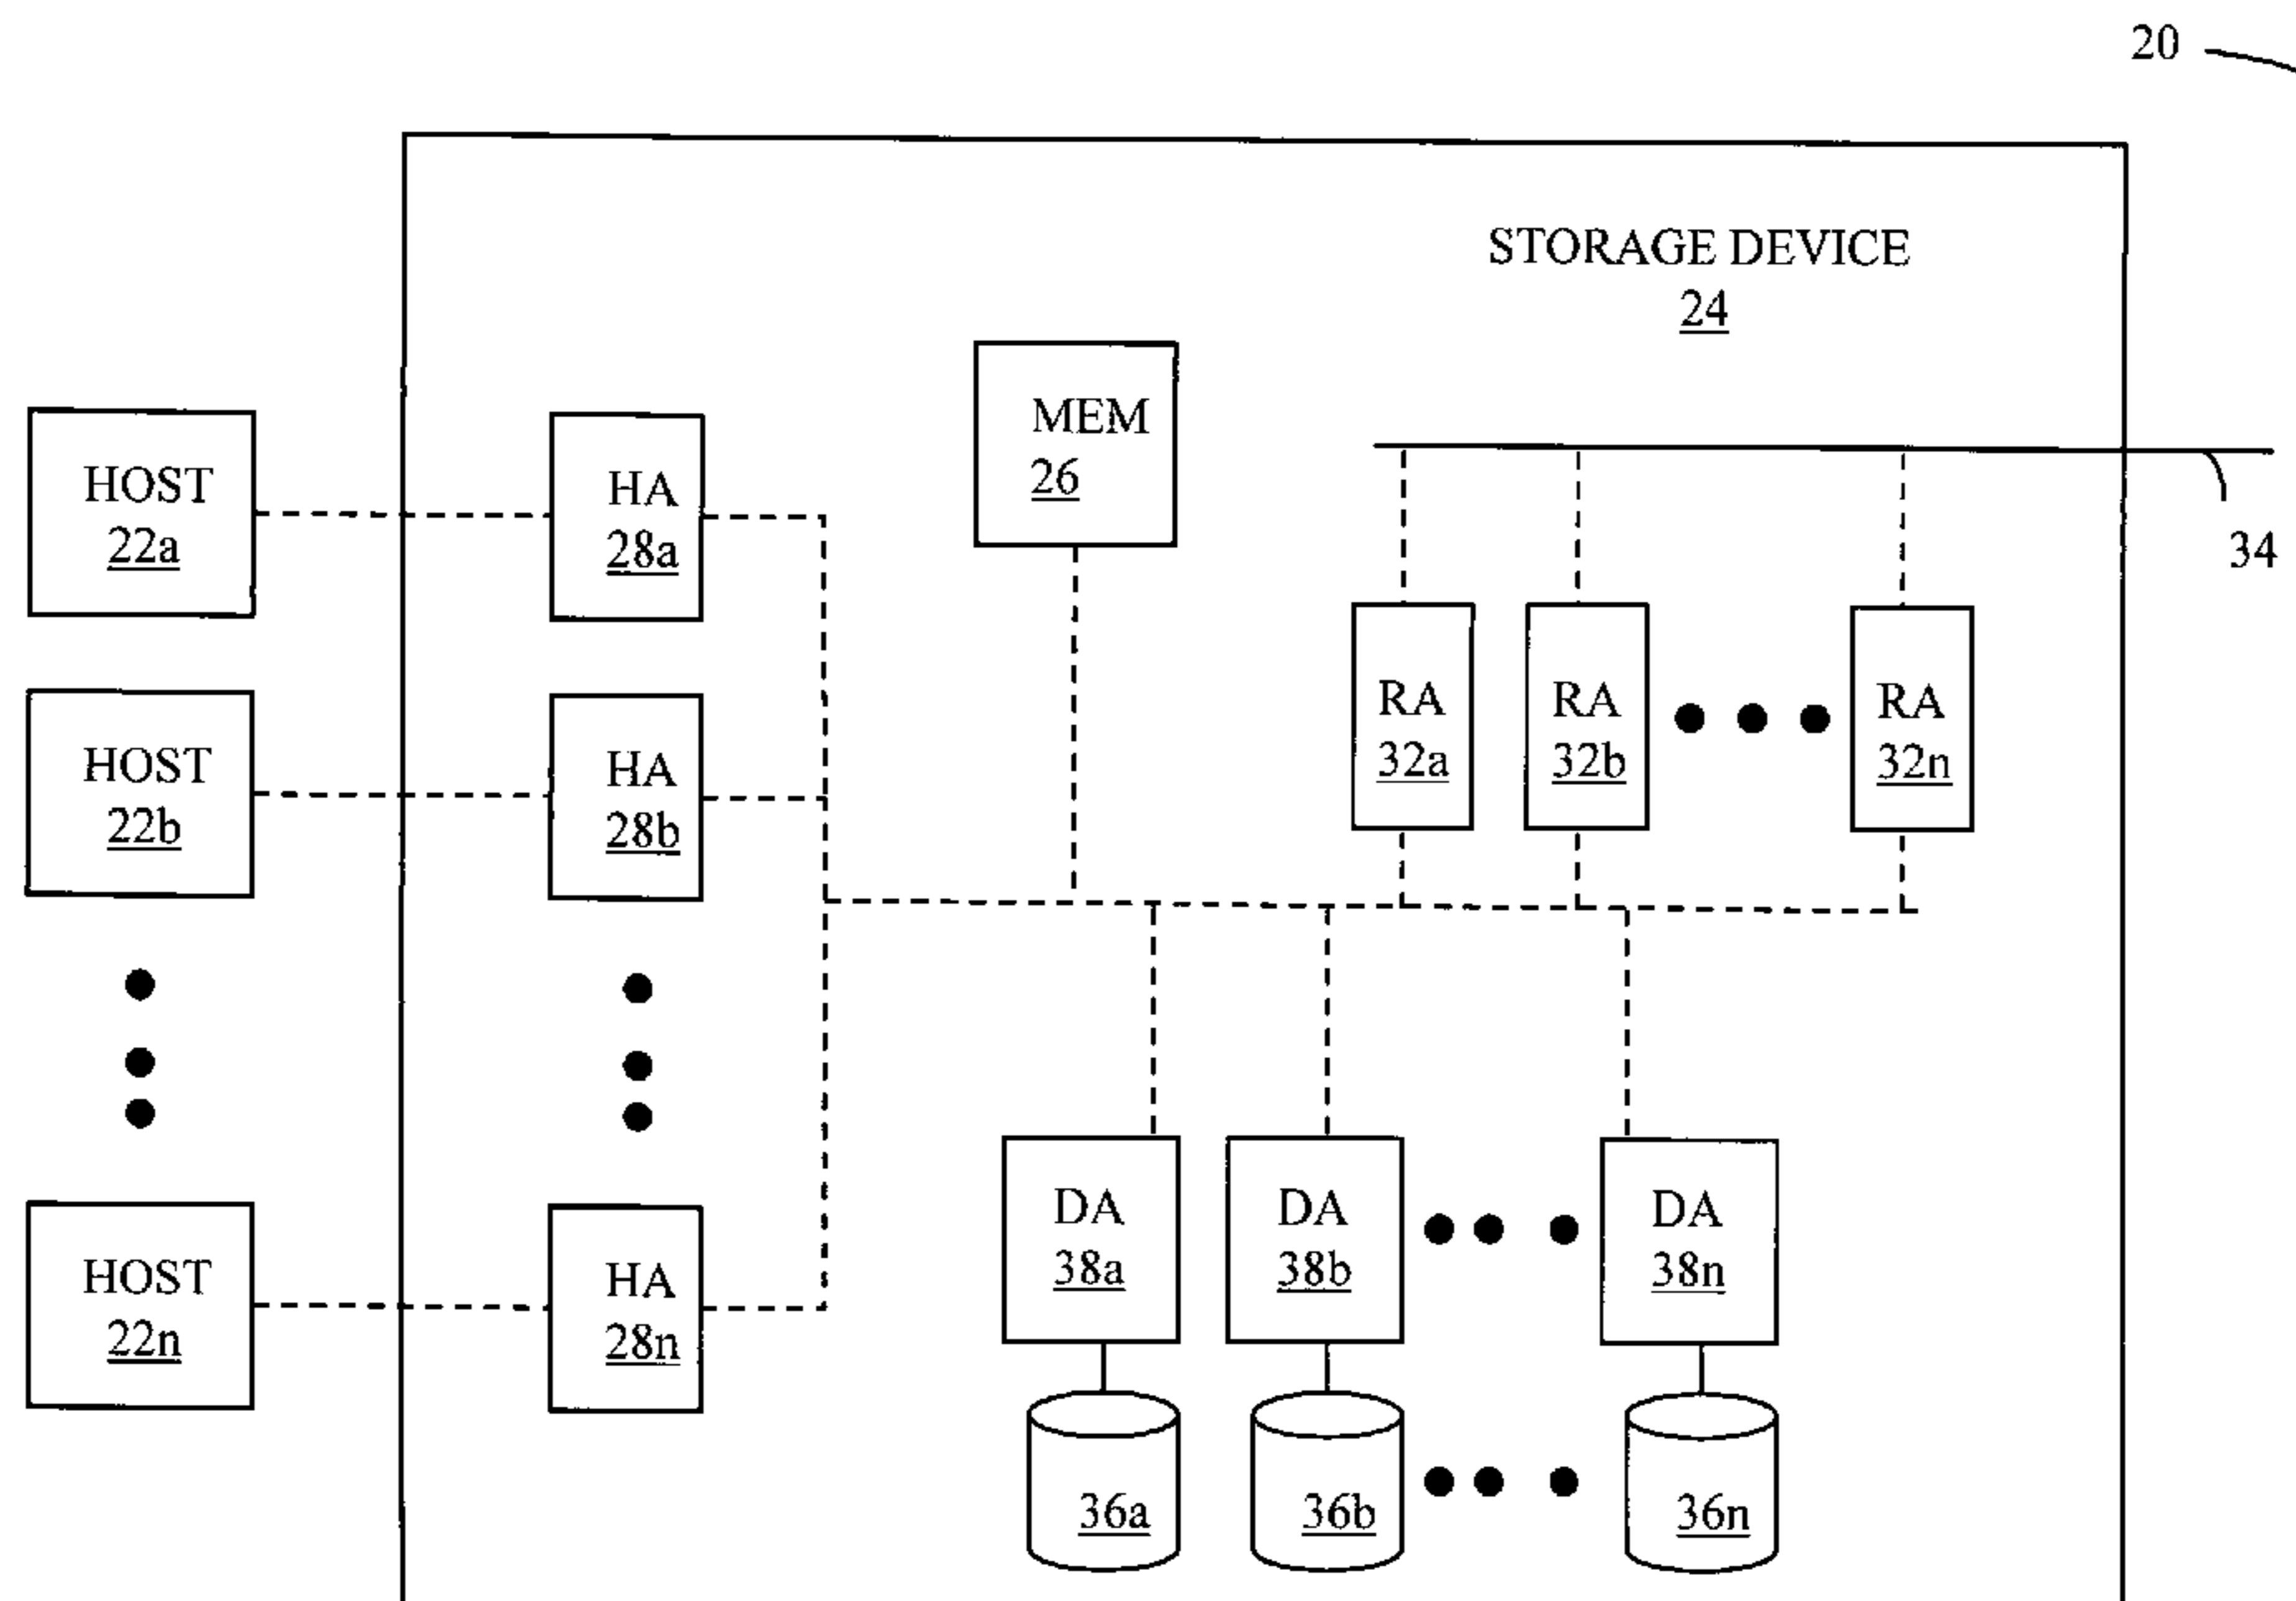 20
STORAGE DEVICE
24
MEM
26
HOST
22a
HA
28a
34
RA
32a
RA
32b
RA
32n
HOST
22b
HA
28b
DA
38a
DA
38b
DA
38n
HOST
22n
HA
28n
36a
36b
36n